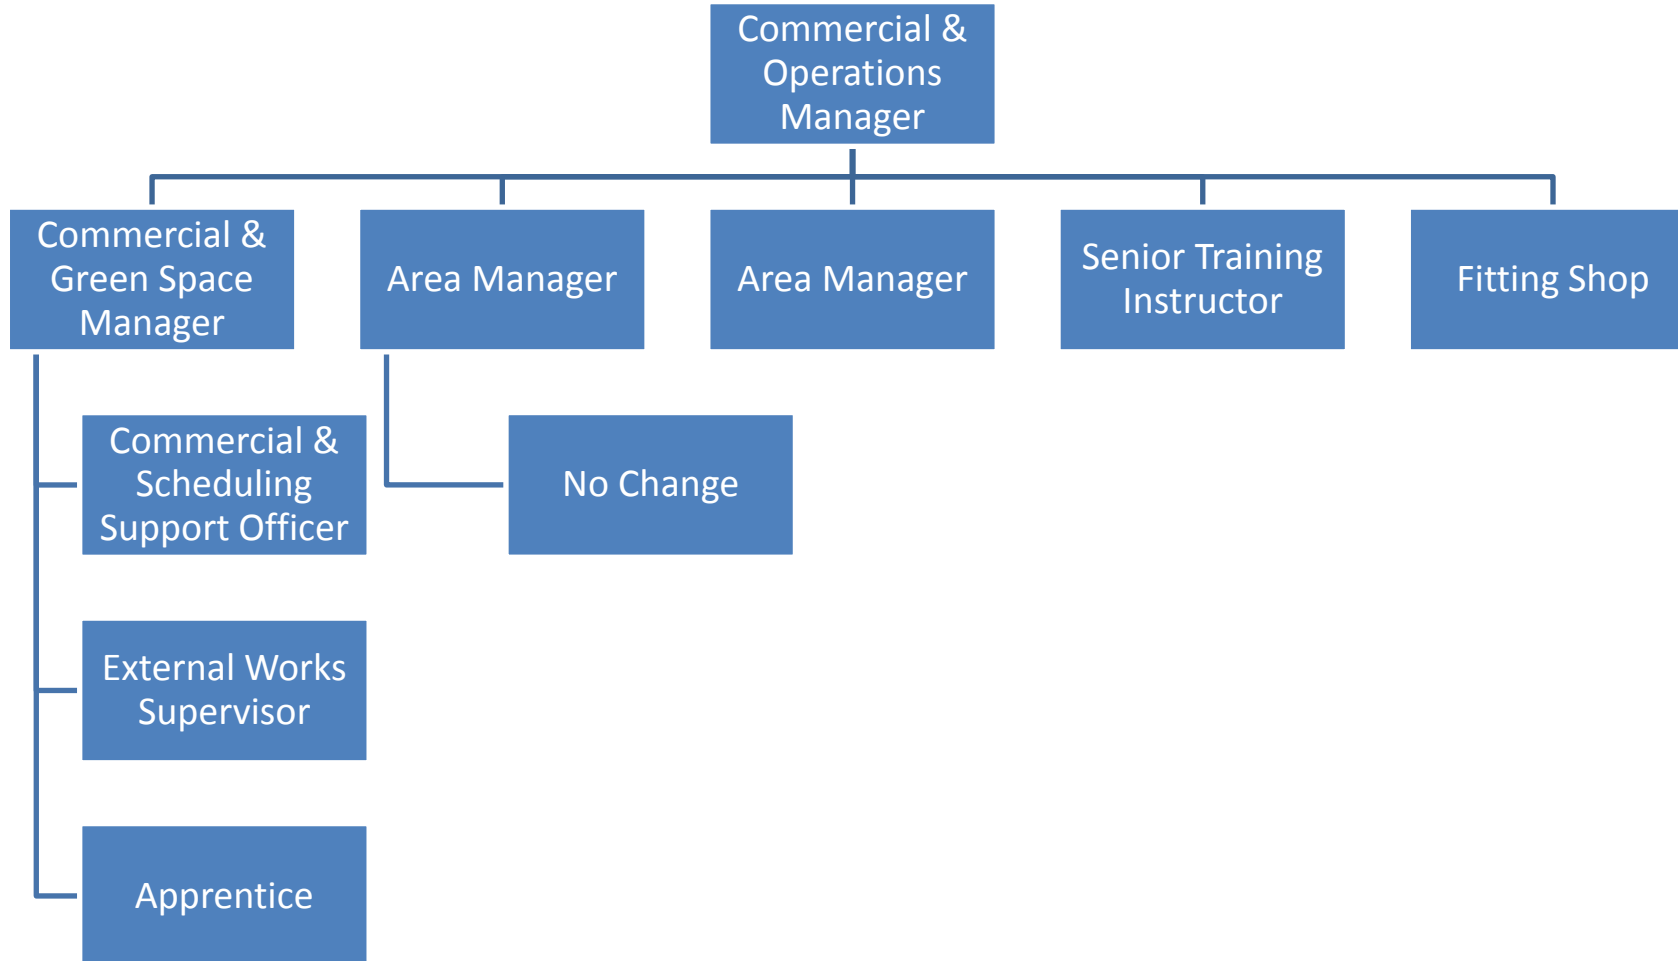 Commercial &
Operations
Manager
Commercial &
Green Space
Manager
Area Manager
Area Manager
Senior Training
Instructor
Fitting Shop
Commercial &
Scheduling
Support Officer
No Change
External Works
Supervisor
Apprentice